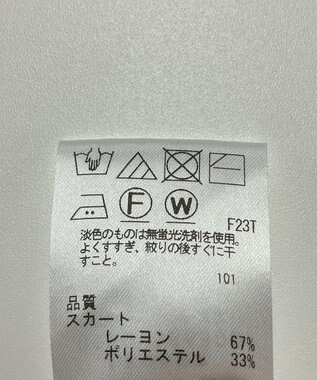 F W
F23T
淡色のものは無蛍光洗剤を使用。
よくすすぎ、絞りの後すぐに干
すこと。
101
品質
スカート
レーヨン 67%
ポリエステル 33%